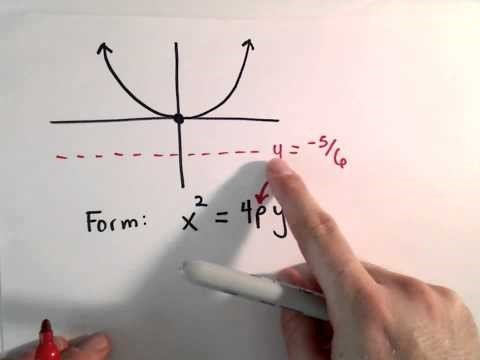 y = -5/6
Form: x² = 4py